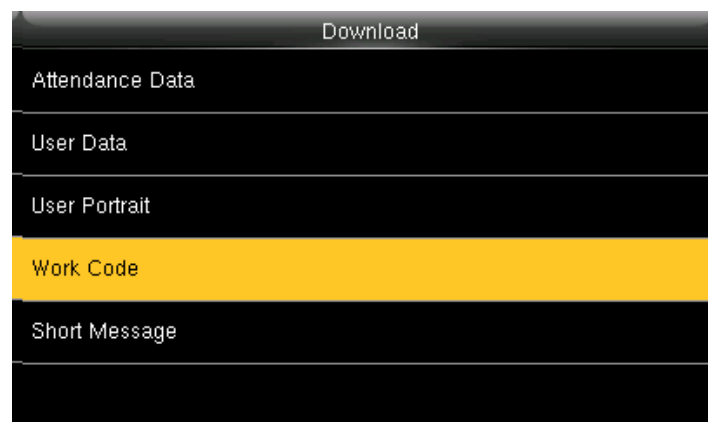 Download
Attendance Data
User Data
User Portrait
Work Code
Short Message